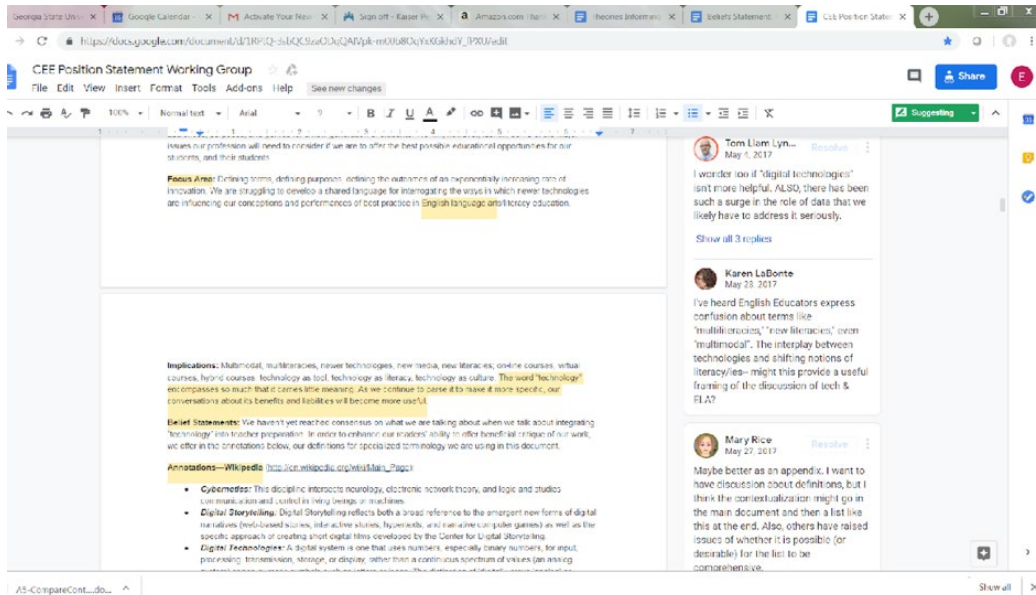 Georgia State Unive
Google Calendar -
M Activate Your New
Sign off - Kaiser Pe
Amazon.com
Theories Informing
Beliefs Statement
CEE Position State
https://docs.google.com/document/d/
/edit
CEE Position Statement Working Group
File Edit View Insert Format Tools Add-ons Help See new changes
Share
E
100% Normal text Arial 9 B I U A
Suggesting
issues our profession will need to consider if we are to offer the best possible educational opportunities for our
students, and their students
Focus Area: Defining terms, defining purposes, defining the outcomes of an exponentially increasing rate of
innovation. We are struggling to develop a shared language for interrogating the ways in which newer technologies
are influencing our conceptions and performances of best practice in English language arts/literacy education.
Implications: Multimodal, multiliteracies, newer technologies, new media, new literacies; on-line courses, virtual
courses, hybrid courses, technology as tool, technology as literacy, technology as culture. The word "technology"
encompasses so much that it carries little meaning. As we continue to parse it to make it more specific, our
conversations about its benefits and liabilities will become more useful.
Belief Statements: We haven't yet reached consensus on what we are talking about when we talk about integrating
"technology" into teacher preparation. In order to enhance our readers' ability to offer beneficial critique of our work,
we offer in the annotations below, our definitions for specialized terminology we are using in this document.
Annotations—Wikipedia (http://en.wikipedia.org/wiki/Main_Page):
• Cybernetics: This discipline intersects neurology, electronic network theory, and logic and studies
communication and control in living beings or machines.
• Digital Storytelling: Digital Storytelling reflects both a broad reference to the emergent new forms of digital
narratives (web-based stories, interactive stories, hypertexts, and narrative computer games) as well as the
specific approach of creating short digital films developed by the Center for Digital Storytelling.
• Digital Technologies: A digital system is one that uses numbers, especially binary numbers, for input,
processing, transmission, storage, or display, rather than a continuous spectrum of values (an analog
Tom Liam Lyn...
Resolve
May 4, 2017
I wonder too if "digital technologies"
isn't more helpful. ALSO, there has been
such a surge in the role of data that we
likely have to address it seriously.
Show all 3 replies
Karen LaBonte
May 23, 2017
I've heard English Educators express
confusion about terms like
"multiliteracies," "new literacies," even
"multimodal". The interplay between
technologies and shifting notions of
literacy/ies-- might this provide a useful
framing of the discussion of tech &
ELA?
Mary Rice
Resolve
May 27, 2017
Maybe better as an appendix. I want to
have discussion about definitions, but I
think the contextualization might go in
the main document and then a list like
this at the end. Also, others have raised
issues of whether it is possible (or
desirable) for the list to be
comprehensive.
A5-CompareCont....do...
Show all